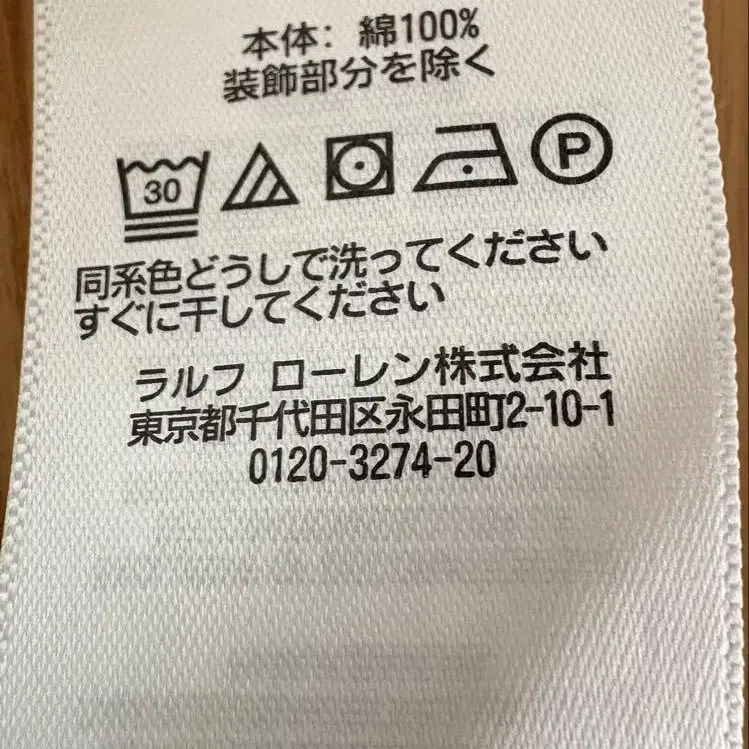 本体: 綿100%
装飾部分を除く
30 P
同系色どうしで洗ってください
すぐに干してください
ラルフ ローレン株式会社
東京都千代田区永田町2-10-1
0120-3274-20